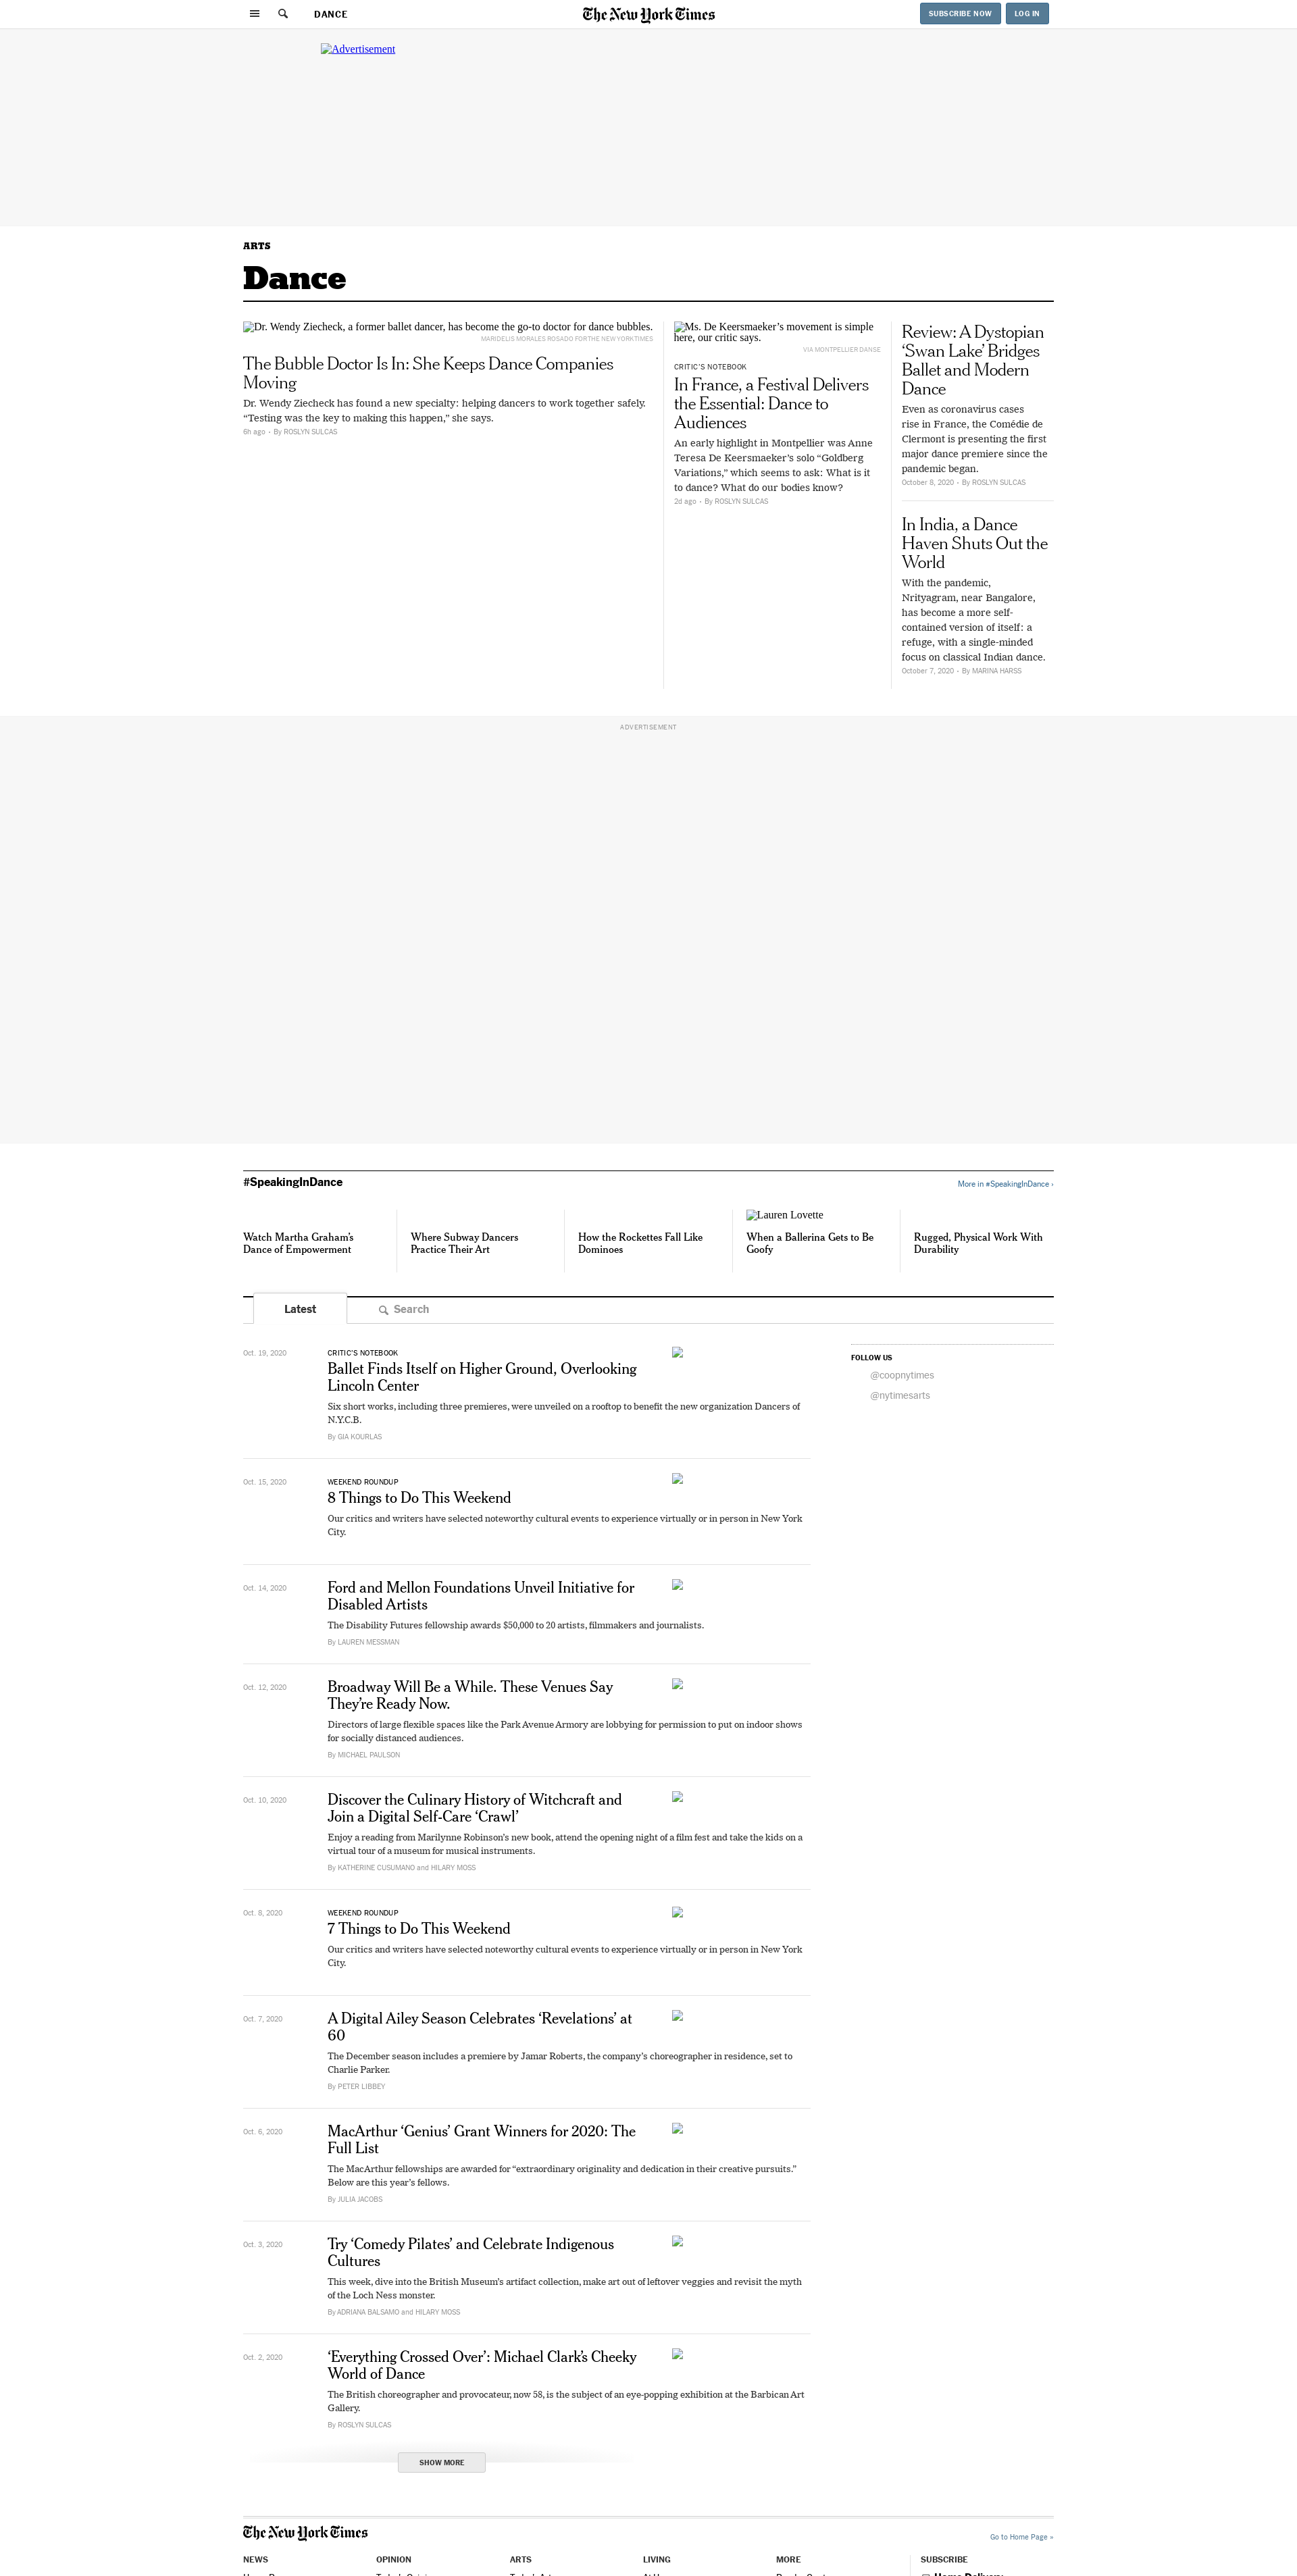 DANCE
The New York Times
SUBSCRIBE NOW
LOG IN
Advertisement
ARTS
Dance
Dr. Wendy Ziecheck, a former ballet dancer, has become the go-to doctor for dance bubbles.
MARIDELIS MORALES ROSADO FOR THE NEW YORK TIMES
The Bubble Doctor Is In: She Keeps Dance Companies
Moving
Dr. Wendy Ziecheck has found a new specialty: helping dancers to work together safely.
“Testing was the key to making this happen,” she says.
6h ago • By ROSLYN SULCAS
Ms. De Keersmaeker’s movement is simple
here, our critic says.
VIA MONTPELLIER DANSE
CRITIC’S NOTEBOOK
In France, a Festival Delivers
the Essential: Dance to
Audiences
An early highlight in Montpellier was Anne
Teresa De Keersmaeker’s solo “Goldberg
Variations,” which seems to ask: What is it
to dance? What do our bodies know?
2d ago • By ROSLYN SULCAS
Review: A Dystopian
‘Swan Lake’ Bridges
Ballet and Modern
Dance
Even as coronavirus cases
rise in France, the Comédie de
Clermont is presenting the first
major dance premiere since the
pandemic began.
October 8, 2020 • By ROSLYN SULCAS
In India, a Dance
Haven Shuts Out the
World
With the pandemic,
Nrityagram, near Bangalore,
has become a more self-
contained version of itself: a
refuge, with a single-minded
focus on classical Indian dance.
October 7, 2020 • By MARINA HARSS
ADVERTISEMENT
#SpeakingInDance
More in #SpeakingInDance ›
Watch Martha Graham’s
Dance of Empowerment
Where Subway Dancers
Practice Their Art
How the Rockettes Fall Like
Dominoes
Lauren Lovette
When a Ballerina Gets to Be
Goofy
Rugged, Physical Work With
Durability
Latest
Search
Oct. 19, 2020
CRITIC’S NOTEBOOK
Ballet Finds Itself on Higher Ground, Overlooking
Lincoln Center
Six short works, including three premieres, were unveiled on a rooftop to benefit the new organization Dancers of
N.Y.C.B.
By GIA KOURLAS
FOLLOW US
@coopnytimes
@nytimesarts
Oct. 15, 2020
WEEKEND ROUNDUP
8 Things to Do This Weekend
Our critics and writers have selected noteworthy cultural events to experience virtually or in person in New York
City.
Oct. 14, 2020
Ford and Mellon Foundations Unveil Initiative for
Disabled Artists
The Disability Futures fellowship awards $50,000 to 20 artists, filmmakers and journalists.
By LAUREN MESSMAN
Oct. 12, 2020
Broadway Will Be a While. These Venues Say
They’re Ready Now.
Directors of large flexible spaces like the Park Avenue Armory are lobbying for permission to put on indoor shows
for socially distanced audiences.
By MICHAEL PAULSON
Oct. 10, 2020
Discover the Culinary History of Witchcraft and
Join a Digital Self-Care ‘Crawl’
Enjoy a reading from Marilynne Robinson’s new book, attend the opening night of a film fest and take the kids on a
virtual tour of a museum for musical instruments.
By KATHERINE CUSUMANO and HILARY MOSS
Oct. 8, 2020
WEEKEND ROUNDUP
7 Things to Do This Weekend
Our critics and writers have selected noteworthy cultural events to experience virtually or in person in New York
City.
Oct. 7, 2020
A Digital Ailey Season Celebrates ‘Revelations’ at
60
The December season includes a premiere by Jamar Roberts, the company’s choreographer in residence, set to
Charlie Parker.
By PETER LIBBEY
Oct. 6, 2020
MacArthur ‘Genius’ Grant Winners for 2020: The
Full List
The MacArthur fellowships are awarded for “extraordinary originality and dedication in their creative pursuits.”
Below are this year’s fellows.
By JULIA JACOBS
Oct. 3, 2020
Try ‘Comedy Pilates’ and Celebrate Indigenous
Cultures
This week, dive into the British Museum’s artifact collection, make art out of leftover veggies and revisit the myth
of the Loch Ness monster.
By ADRIANA BALSAMO and HILARY MOSS
Oct. 2, 2020
‘Everything Crossed Over’: Michael Clark’s Cheeky
World of Dance
The British choreographer and provocateur, now 58, is the subject of an eye-popping exhibition at the Barbican Art
Gallery.
By ROSLYN SULCAS
SHOW MORE
The New York Times
Go to Home Page »
NEWS
OPINION
ARTS
LIVING
MORE
SUBSCRIBE